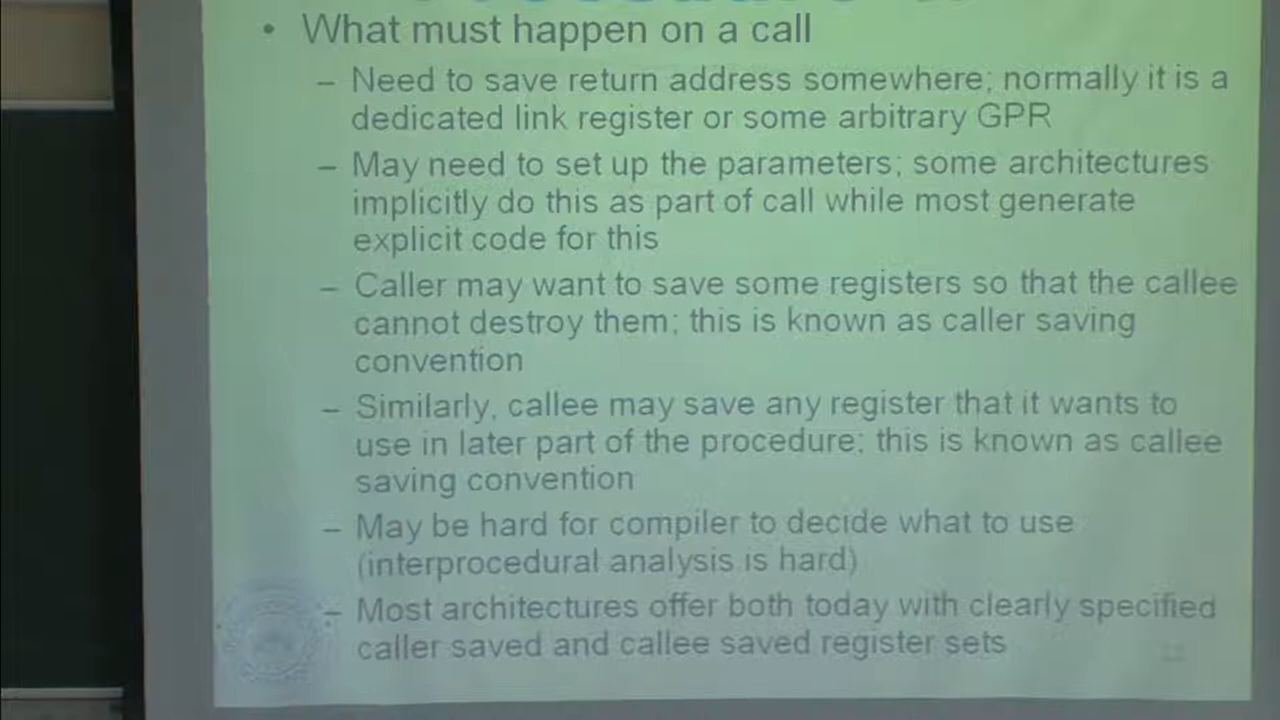 • What must happen on a call
– Need to save return address somewhere; normally it is a
dedicated link register or some arbitrary GPR
– May need to set up the parameters; some architectures
implicitly do this as part of call while most generate
explicit code for this
– Caller may want to save some registers so that the callee
cannot destroy them; this is known as caller saving
convention
– Similarly, callee may save any register that it wants to
use in later part of the procedure; this is known as callee
saving convention
– May be hard for compiler to decide what to use
(interprocedural analysis is hard)
– Most architectures offer both today with clearly specified
caller saved and callee saved register sets